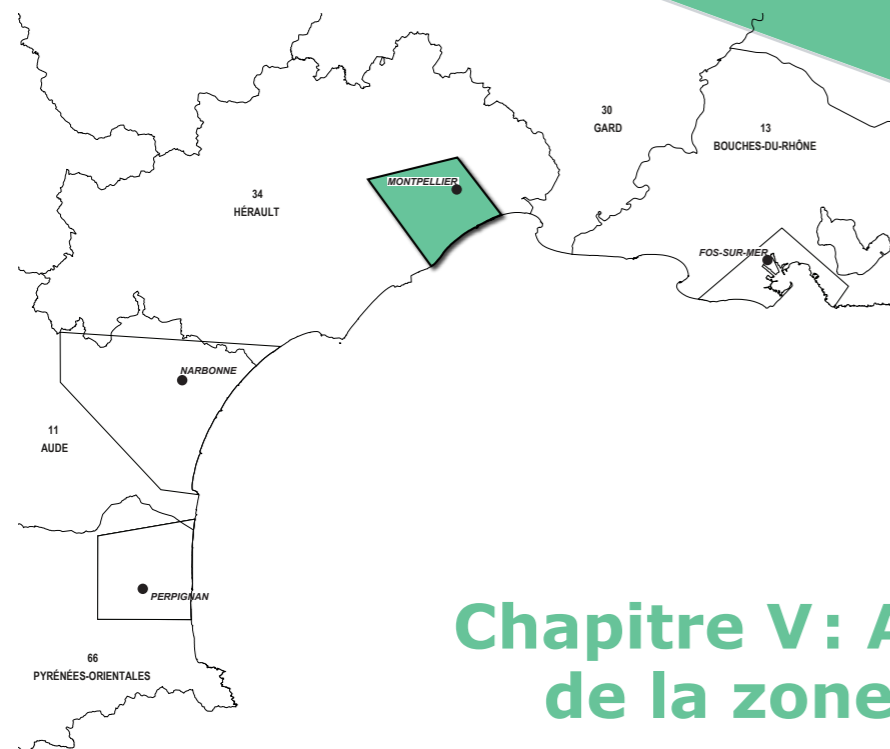 30
GARD
13
BOUCHES-DU-RHÔNE
MONTPELLIER
34
HÉRAULT
FOS-SUR-MER
NARBONNE
11
AUDE
PERPIGNAN
66
PYRÉNÉES-ORIENTALES
Chapitre V : A
de la zone